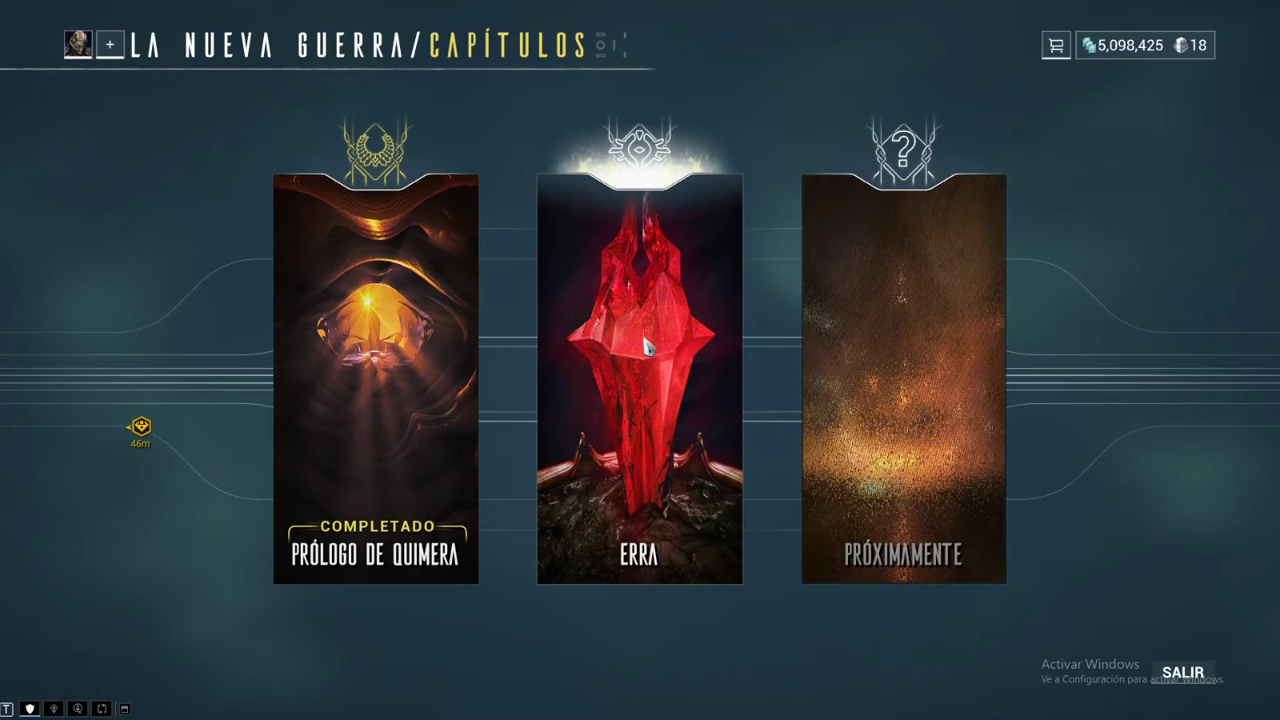 LA NUEVA GUERRA/CAPÍTULOS
5,098,425 18
?
46m
COMPLETADO
PRÓLOGO DE QUIMERA
ERRA
PRÓXIMAMENTE
Activar Windows
SALIR
Ve a Configuración para activar Windows.
T